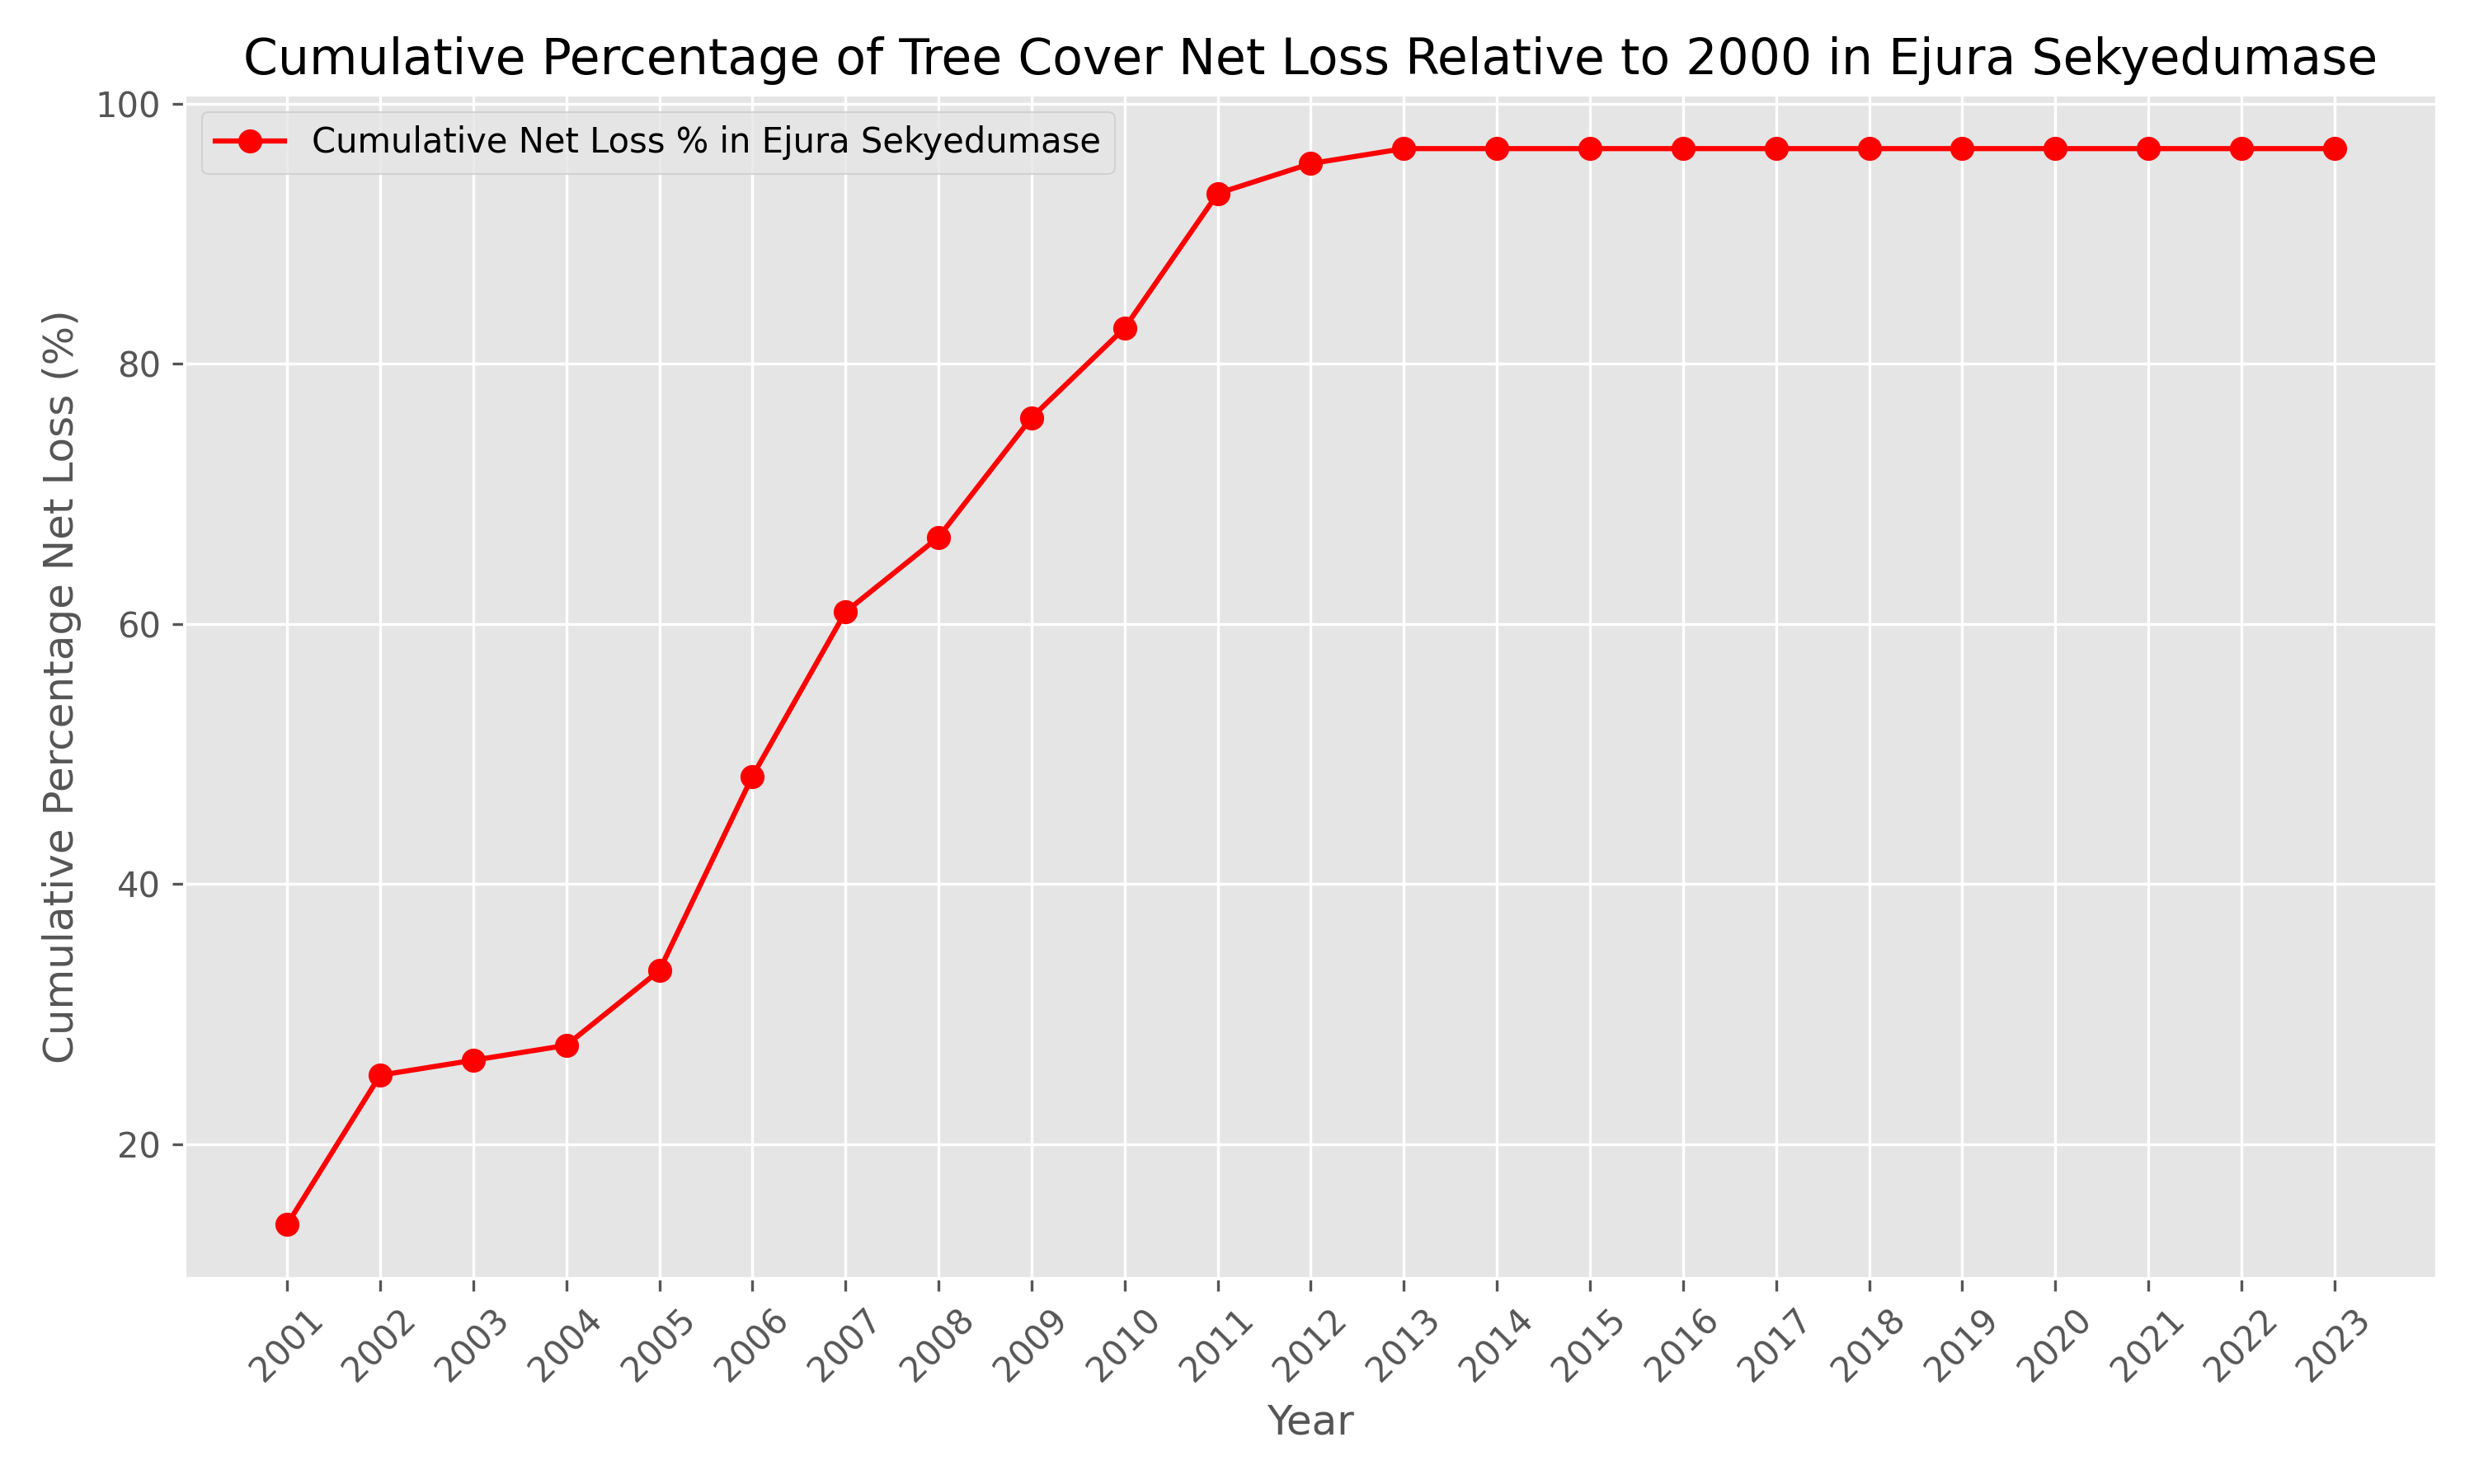 Cumulative Percentage of Tree Cover Net Loss Relative to 2000 in Ejura Sekyedumase
Cumulative Net Loss % in Ejura Sekyedumase
Cumulative Percentage Net Loss (%)
100
80
60
40
20
2001 2002 2003 2004 2005 2006 2007 2008 2009 2010 2011 2012 2013 2014 2015 2016 2017 2018 2019 2020 2021 2022 2023
Year